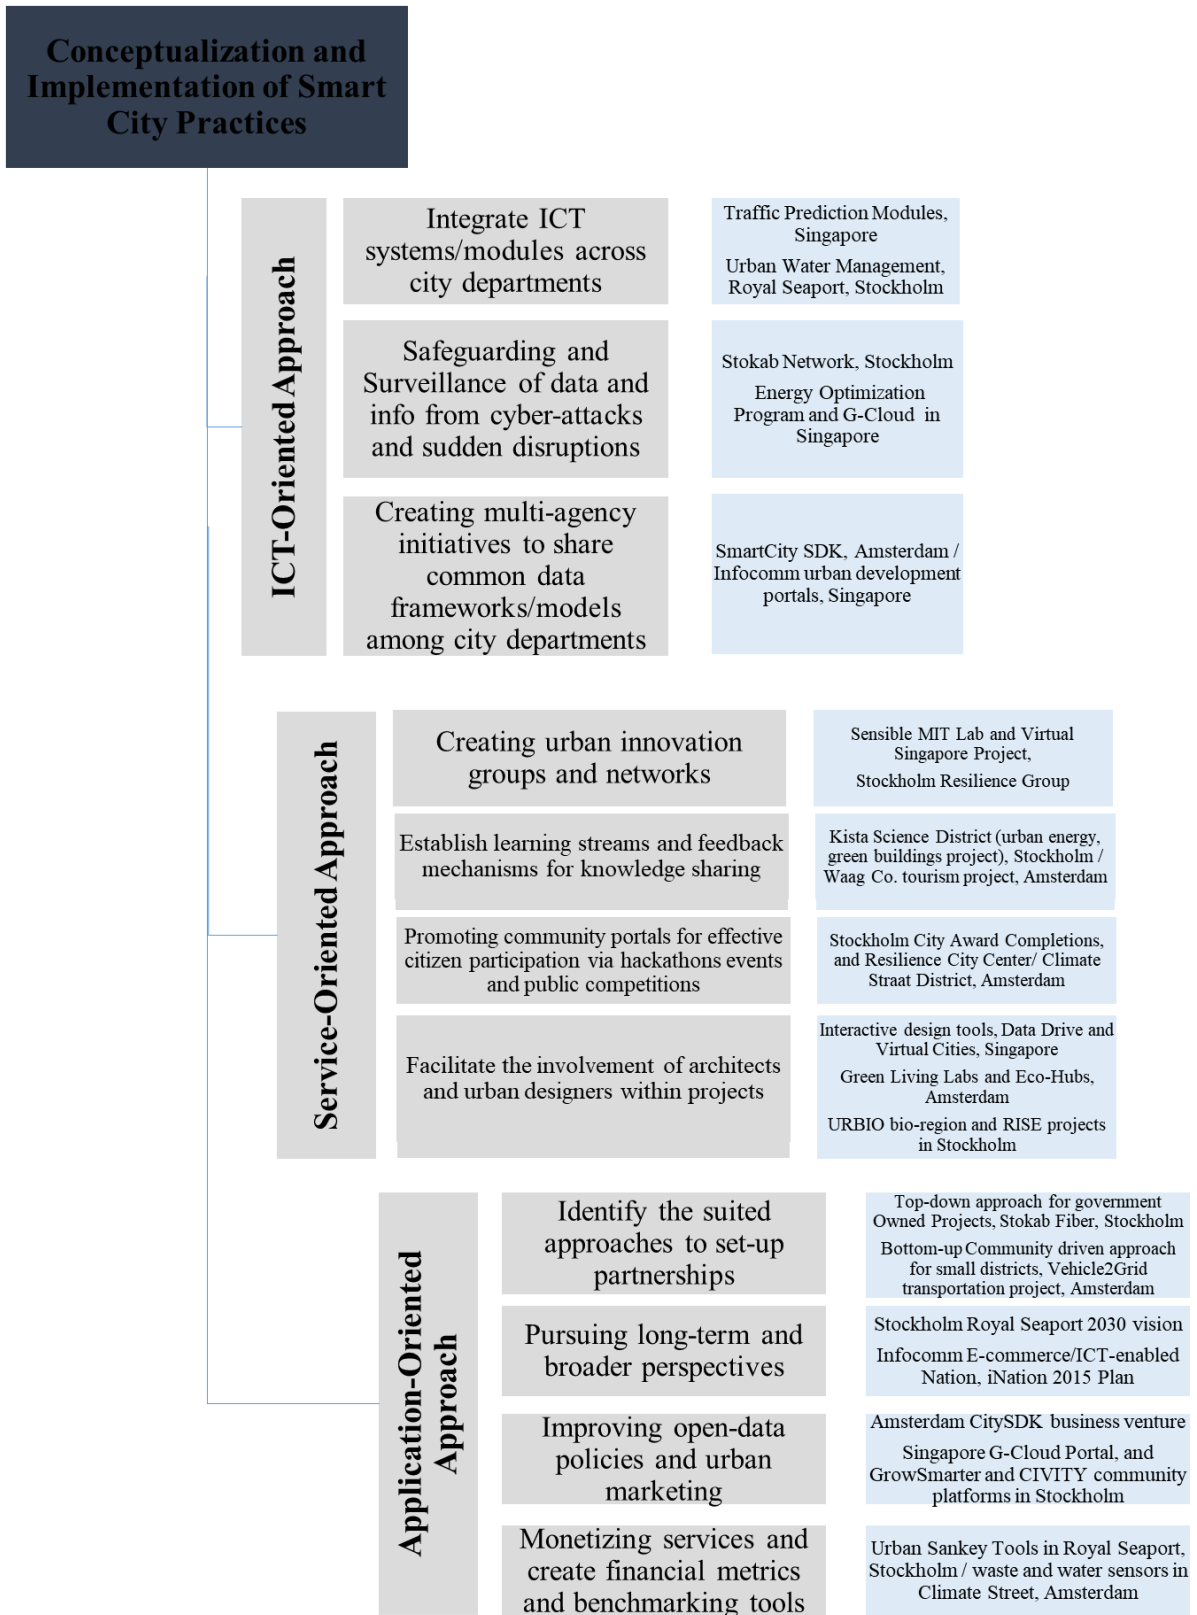 Conceptualization and
Implementation of Smart
City Practices
ICT-Oriented Approach
Integrate ICT
systems/modules across
city departments
Traffic Prediction Modules,
Singapore
Urban Water Management,
Royal Seaport, Stockholm
Safeguarding and
Surveillance of data and
info from cyber-attacks
and sudden disruptions
Stokab Network, Stockholm
Energy Optimization
Program and G-Cloud in
Singapore
Creating multi-agency
initiatives to share
common data
frameworks/models
among city departments
SmartCity SDK, Amsterdam /
Infocomm urban development
portals, Singapore
Service-Oriented Approach
Creating urban innovation
groups and networks
Sensible MIT Lab and Virtual
Singapore Project,
Stockholm Resilience Group
Establish learning streams and feedback
mechanisms for knowledge sharing
Kista Science District (urban energy,
green buildings project), Stockholm /
Waag Co. tourism project, Amsterdam
Promoting community portals for effective
citizen participation via hackathons events
and public competitions
Stockholm City Award Completions,
and Resilience City Center/ Climate
Straat District, Amsterdam
Facilitate the involvement of architects
and urban designers within projects
Interactive design tools, Data Drive and
Virtual Cities, Singapore
Green Living Labs and Eco-Hubs,
Amsterdam
URBIO bio-region and RISE projects
in Stockholm
Application-Oriented
Approach
Identify the suited
approaches to set-up
partnerships
Top-down approach for government
Owned Projects, Stokab Fiber, Stockholm
Bottom-up Community driven approach
for small districts, Vehicle2Grid
transportation project, Amsterdam
Pursuing long-term and
broader perspectives
Stockholm Royal Seaport 2030 vision
Infocomm E-commerce/ICT-enabled
Nation, iNation 2015 Plan
Improving open-data
policies and urban
marketing
Amsterdam CitySDK business venture
Singapore G-Cloud Portal, and
GrowSmarter and CIVITY community
platforms in Stockholm
Monetizing services and
create financial metrics
and benchmarking tools
Urban Sankey Tools in Royal Seaport,
Stockholm / waste and water sensors in
Climate Street, Amsterdam